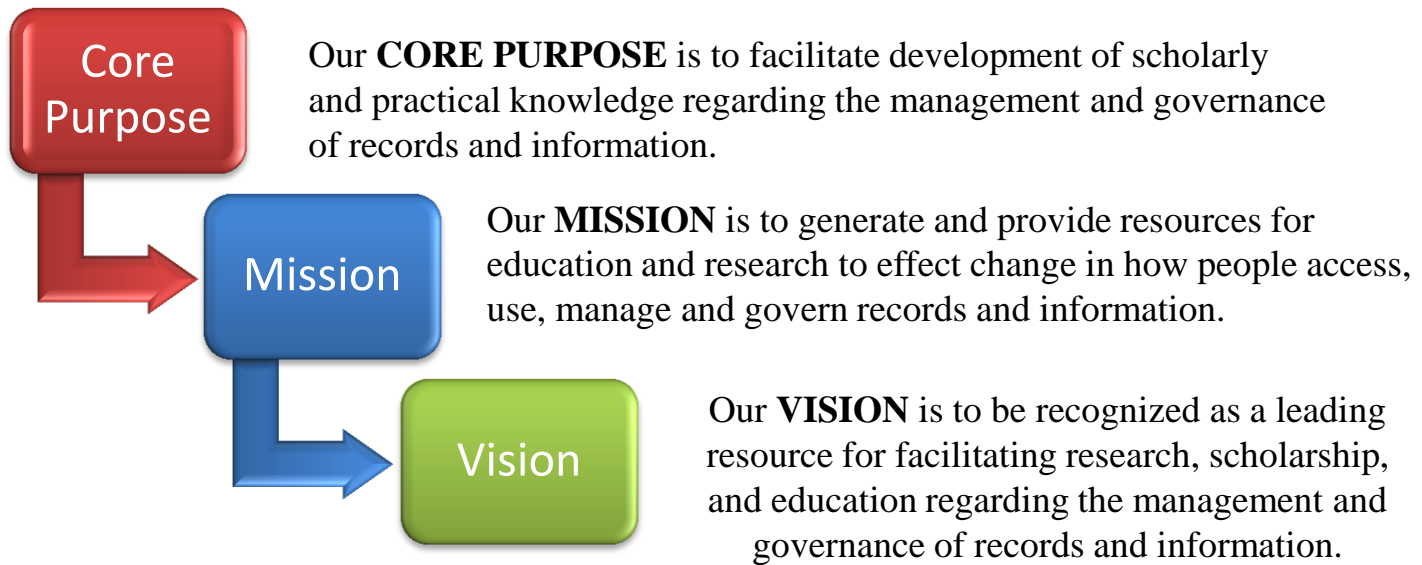 Core
Purpose
Our CORE PURPOSE is to facilitate development of scholarly
and practical knowledge regarding the management and governance
of records and information.
Mission
Our MISSION is to generate and provide resources for
education and research to effect change in how people access,
use, manage and govern records and information.
Vision
Our VISION is to be recognized as a leading
resource for facilitating research, scholarship,
and education regarding the management and
governance of records and information.